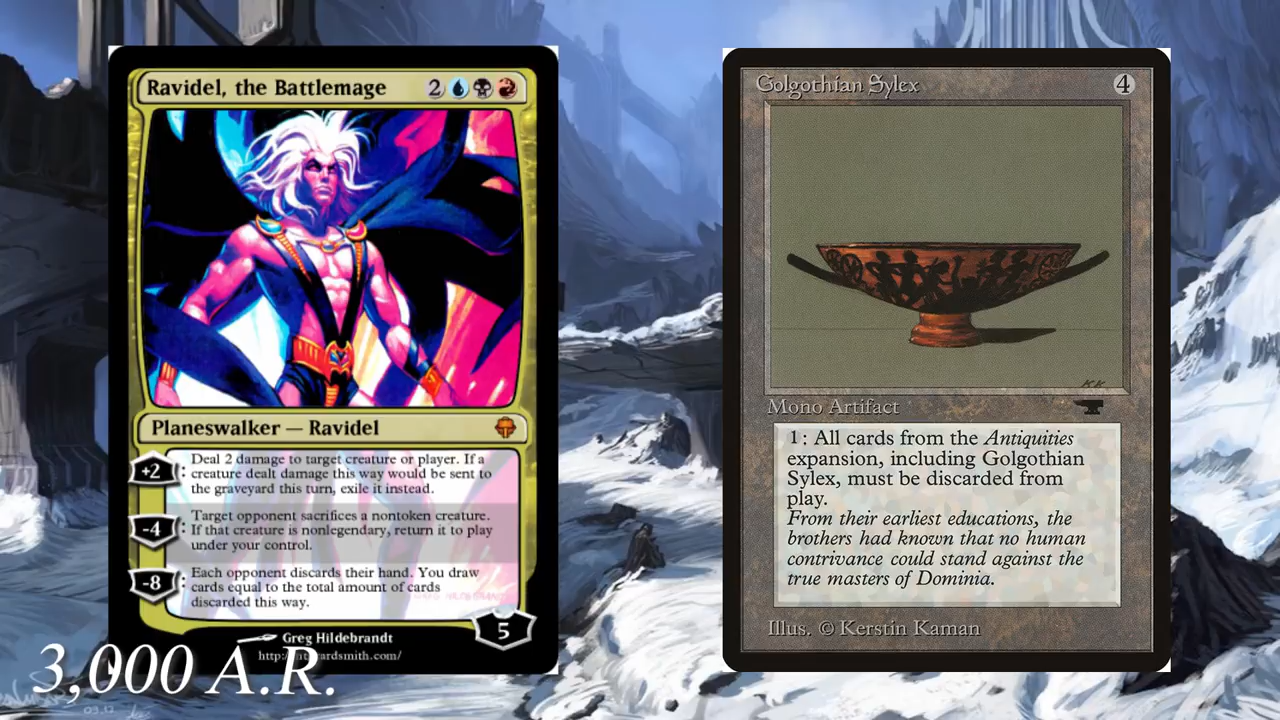 Ravidel, the Battlemage 2
Planeswalker — Ravidel
+2 : Deal 2 damage to target creature or player. If a
creature dealt damage this way would be sent to
the graveyard this turn, exile it instead.
-4 : Target opponent sacrifices a nontoken creature.
If that creature is nonlegendary, return it to play
under your control.
-8 : Each opponent discards their hand. You draw
cards equal to the total amount of cards
discarded this way.
5
Greg Hildebrandt
3,000 A.R.
Golgothian Sylex 4
KK
Mono Artifact
1: All cards from the Antiquities
expansion, including Golgothian
Sylex, must be discarded from
play.
From their earliest educations, the
brothers had known that no human
contrivance could stand against the
true masters of Dominia.
Illus. © Kerstin Kaman